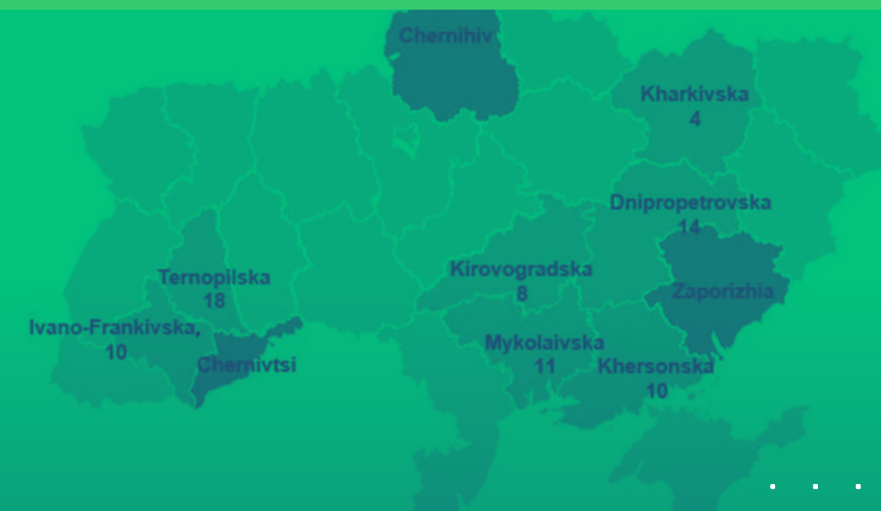 Chernihiv
Kharkivska
4
Dnipropetrovska
14
Kirovogradska
8
Ternopilska
18
Zaporizhia
Ivano-Frankivska,
10
Mykolaivska
11
Chernivtsi
Khersonska
10